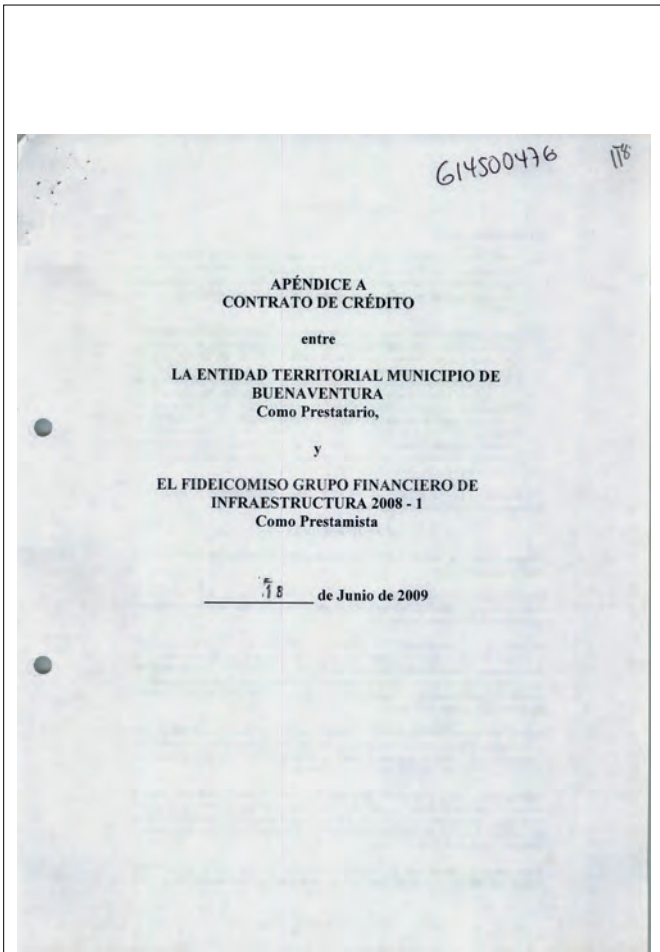 614500476
118
APÉNDICE A
CONTRATO DE CRÉDITO
entre
LA ENTIDAD TERRITORIAL MUNICIPIO DE
BUENAVENTURA
Como Prestatario,
y
EL FIDEICOMISO GRUPO FINANCIERO DE
INFRAESTRUCTURA 2008 - 1
Como Prestamista
18 de Junio de 2009